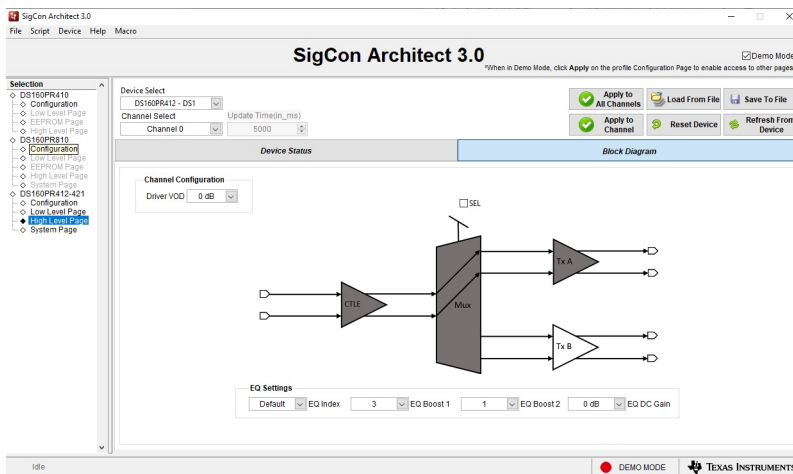 SigCon Architect 3.0
File Script Device Help Macro
SigCon Architect 3.0
*When in Demo Mode, click Apply on the profile Configuration Page to enable access to other pages
Demo Mode
Selection
DS160PR410
Configuration
Low Level Page
EEPROM Page
High Level Page
DS160PR810
Configuration
Low Level Page
EEPROM Page
High Level Page
System Page
DS160PR412-421
Configuration
Low Level Page
High Level Page
System Page
Device Select
DS160PR412 - DS1
Channel Select
Channel 0
Update Time(in_ms)
5000
Apply to All Channels
Load From File
Save To File
Apply to Channel
Reset Device
Refresh From Device
Device Status
Block Diagram
Channel Configuration
Driver VOD 0 dB
SEL
CTLE
Mux
Tx A
Tx B
EQ Settings
Default EQ Index 3 EQ Boost 1 1 EQ Boost 2 0 dB EQ DC Gain
Idle
DEMO MODE
TEXAS INSTRUMENTS